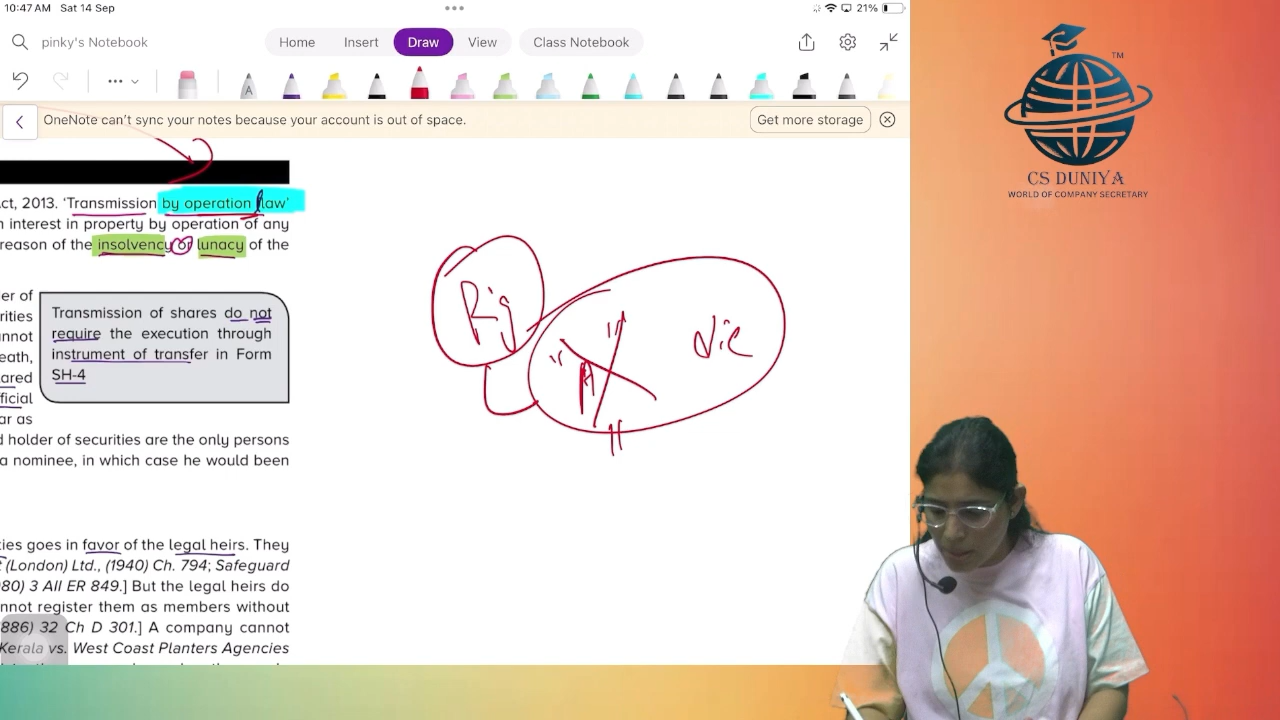 10:47 AM Sat 14 Sep
21%
pinky's Notebook
Home Insert Draw View Class Notebook
A
OneNote can't sync your notes because your account is out of space.
Get more storage
Act, 2013. 'Transmission by operation law'
n interest in property by operation of any
reason of the insolvency or lunacy of the
er of
rities
annot
eath,
ared
ficial
ar as
Transmission of shares do not
require the execution through
instrument of transfer in Form
SH-4
d holder of securities are the only persons
a nominee, in which case he would been
ties goes in favor of the legal heirs. They
t (London) Ltd., (1940) Ch. 794; Safeguard
80) 3 All ER 849.] But the legal heirs do
nnot register them as members without
886) 32 Ch D 301.] A company cannot
Kerala vs. West Coast Planters Agencies
Rig
die
TM
CS DUNIYA
WORLD OF COMPANY SECRETARY